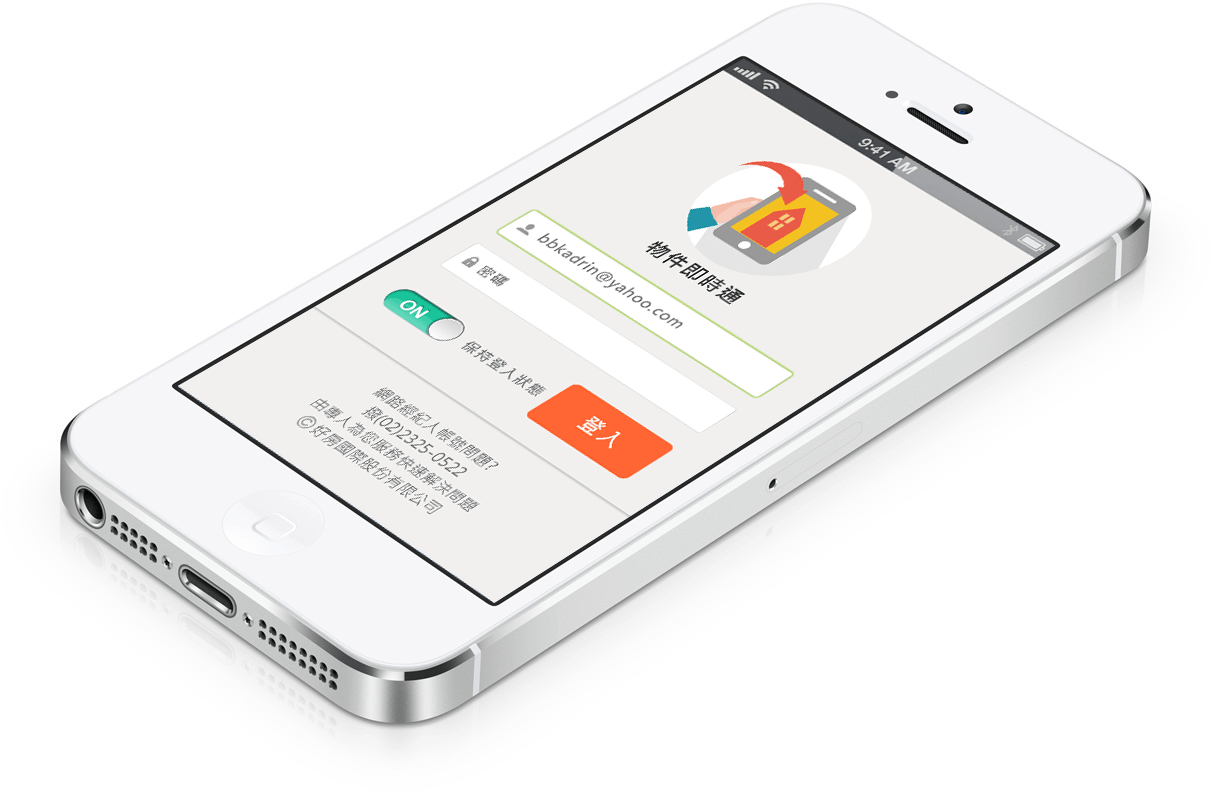 9:41 AM
物件即時通
bbkadrin@yahoo.com
密碼
ON
保持登入狀態
登入
網路經紀人帳號問題?
撥(02)2325-0522
由專人為您服務快速解決問題
©好房國際股份有限公司